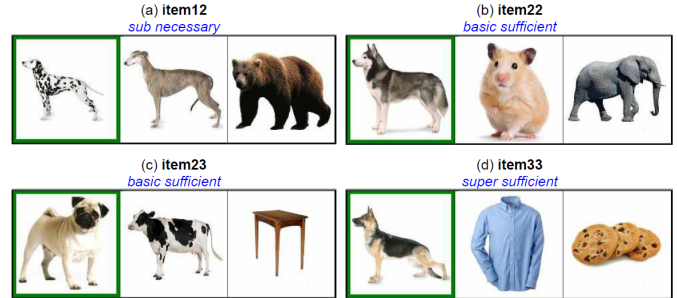 (a) item12
sub necessary
(b) item22
basic sufficient
(c) item23
basic sufficient
(d) item33
super sufficient